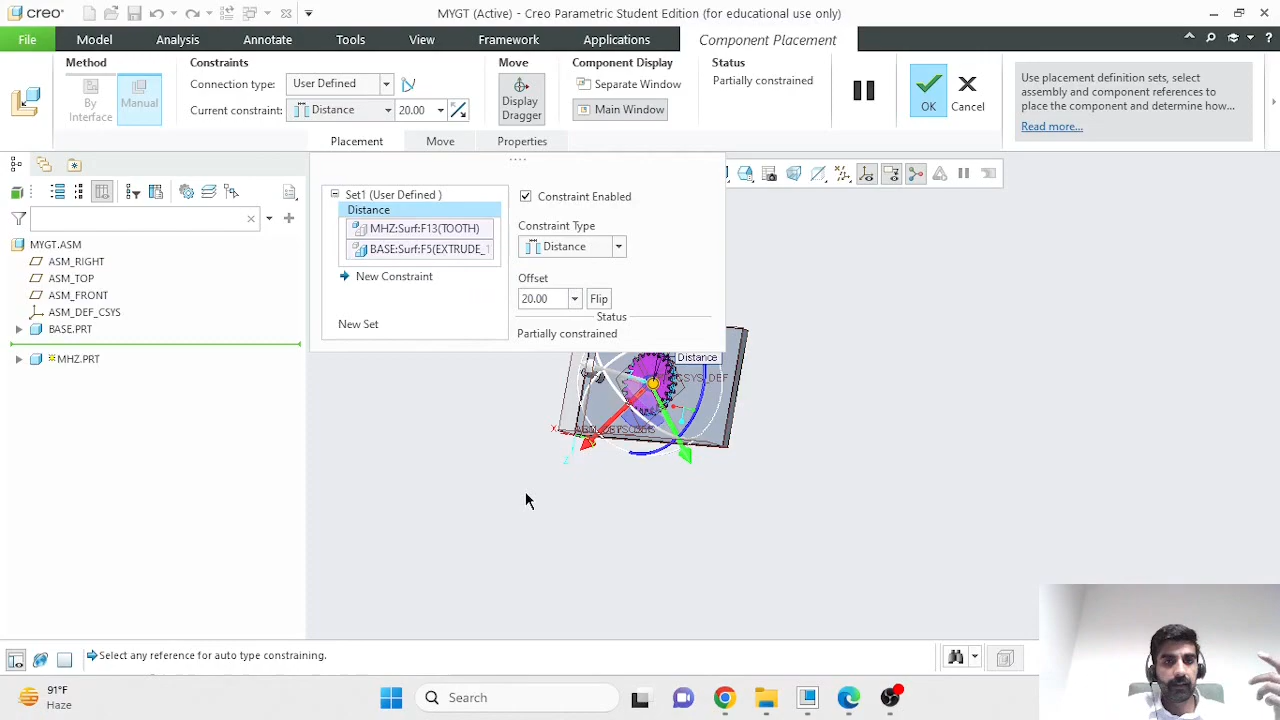 creo
MYGT (Active) - Creo Parametric Student Edition (for educational use only)
File
Model
Analysis
Annotate
Tools
View
Framework
Applications
Component Placement
Method
By Interface
Manual
Constraints
Connection type:
User Defined
Current constraint:
Distance
20.00
Move
Display Dragger
Component Display
Separate Window
Main Window
Status
Partially constrained
OK
Cancel
Use placement definition sets, select
assembly and component references to
place the component and determine how...
Read more...
Placement
Move
Properties
Set1 (User Defined )
Distance
MHZ:Surf:F13(TOOTH)
BASE:Surf:F5(EXTRUDE_1
New Constraint
New Set
Constraint Enabled
Constraint Type
Distance
Offset
20.00
Flip
Status
Partially constrained
MYGT.ASM
ASM_RIGHT
ASM_TOP
ASM_FRONT
ASM_DEF_CSYS
BASE.PRT
MHZ.PRT
Distance
CSYS_DEF
X
Z
Select any reference for auto type constraining.
91°F
Haze
Search